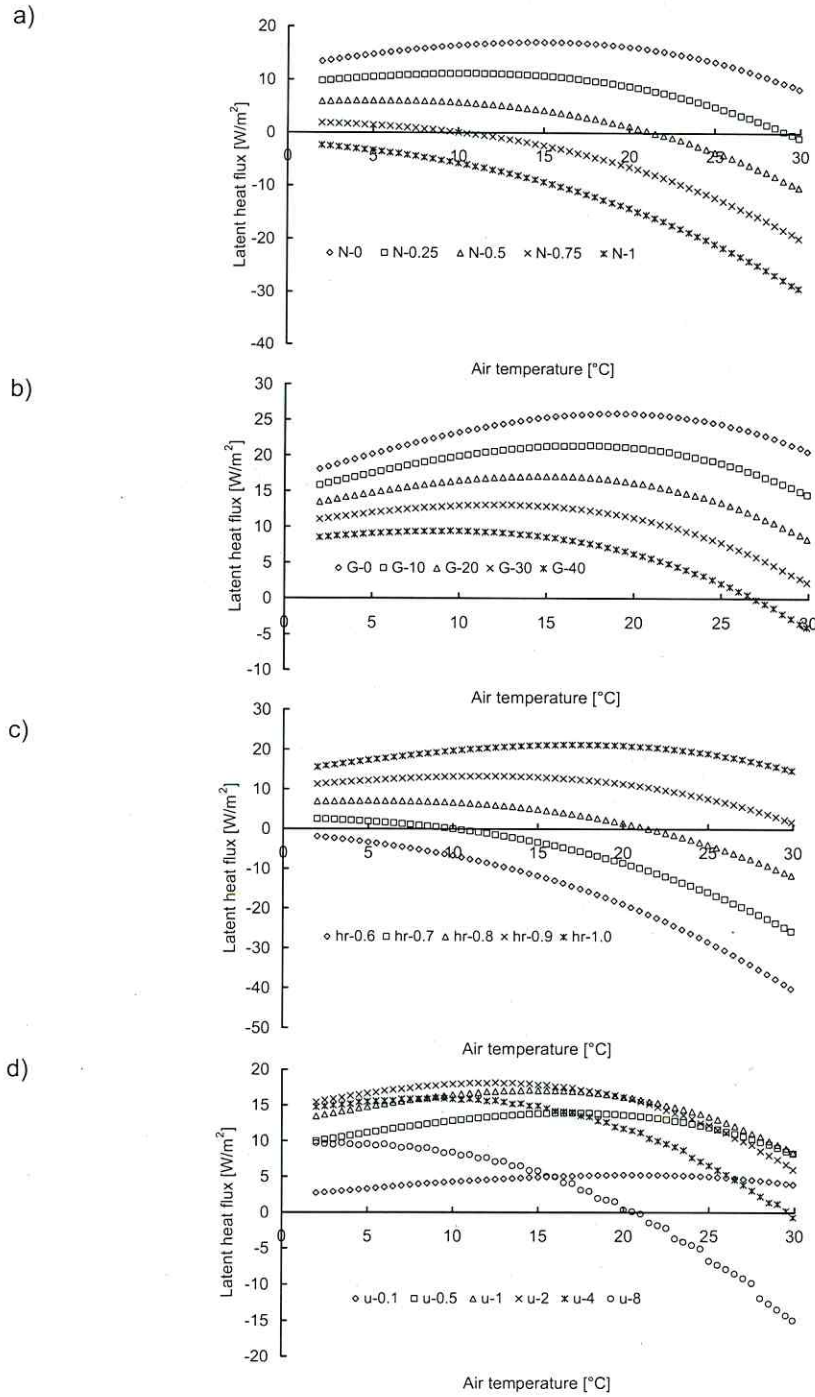 a)
20
10
0
0 5 10 15 20 25 30
-10
-20
-30
-40
Latent heat flux [W/m²]
N-0 N-0.25 N-0.5 N-0.75 N-1
Air temperature [°C]
b)
30
25
20
15
10
5
0
0 5 10 15 20 25 30
-5
-10
Latent heat flux [W/m²]
G-0 G-10 G-20 G-30 G-40
Air temperature [°C]
c)
30
20
10
0
0 5 10 15 20 25 30
-10
-20
-30
-40
-50
Latent heat flux [W/m²]
hr-0.6 hr-0.7 hr-0.8 hr-0.9 hr-1.0
Air temperature [°C]
d)
20
15
10
5
0
0 5 10 15 20 25 30
-5
-10
-15
-20
Latent heat flux [W/m²]
u-0.1 u-0.5 u-1 u-2 u-4 u-8
Air temperature [°C]